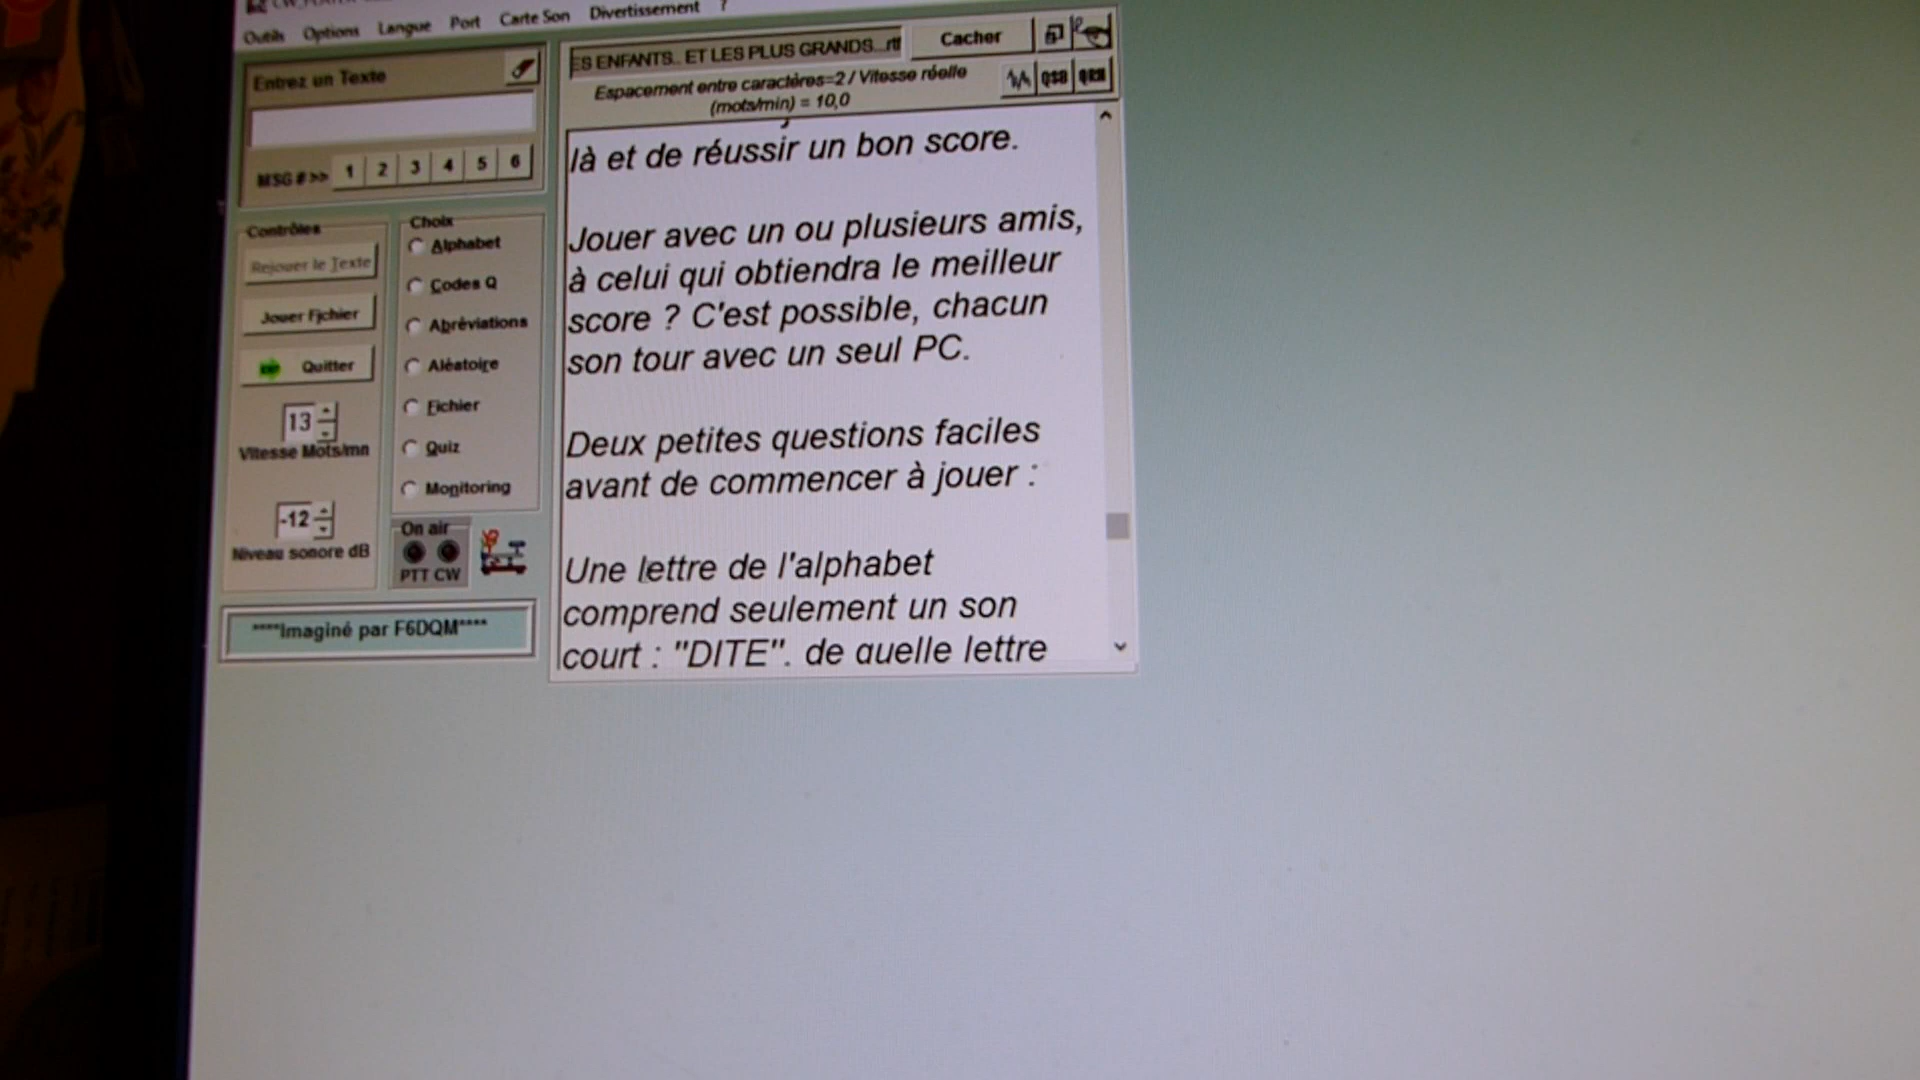 Outils Options Langue Port Carte Son Divertissement ?
Entrez un Texte
MSG # >> 1 2 3 4 5 6
Contrôles
Rejouer le Texte
Jouer Fichier
Quitter
13
Vitesse Mots/mn
-12
Niveau sonore dB
Choix
Alphabet
Codes Q
Abréviations
Aléatoire
Fichier
Quiz
Monitoring
On air
PTT CW
****Imaginé par F6DQM****
ES ENFANTS.. ET LES PLUS GRANDS...rtf
Cacher
Espacement entre caractères=2 / Vitesse réelle
(mots/min) = 10,0
QSB
QRM
là et de réussir un bon score.
Jouer avec un ou plusieurs amis,
à celui qui obtiendra le meilleur
score ? C'est possible, chacun
son tour avec un seul PC.
Deux petites questions faciles
avant de commencer à jouer :
Une lettre de l'alphabet
comprend seulement un son
court : "DITE". de quelle lettre